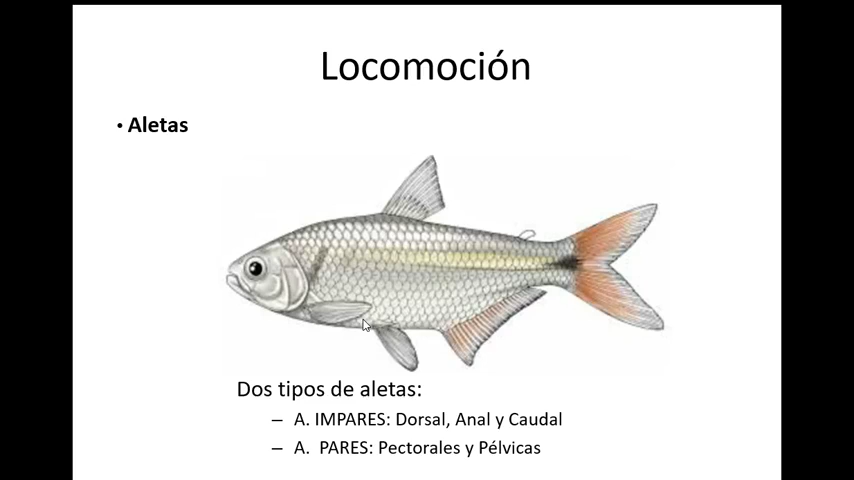 Locomoción
• Aletas
Dos tipos de aletas:
– A. IMPARES: Dorsal, Anal y Caudal
– A. PARES: Pectorales y Pélvicas